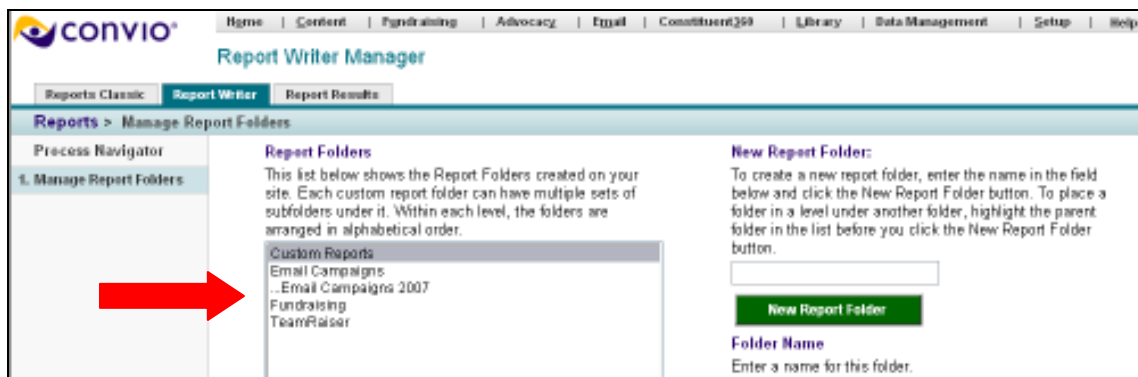 CONVIO
Home | Content | Fundraising | Advocacy | Email | Constituent360 | Library | Data Management | Setup | Help
Report Writer Manager
Reports Classic Report Writer Report Results
Reports > Manage Report Folders
Process Navigator
1. Manage Report Folders
Report Folders
This list below shows the Report Folders created on your
site. Each custom report folder can have multiple sets of
subfolders under it. Within each level, the folders are
arranged in alphabetical order.
Custom Reports
Email Campaigns
..Email Campaigns 2007
Fundraising
TeamRaiser
New Report Folder:
To create a new report folder, enter the name in the field
below and click the New Report Folder button. To place a
folder in a level under another folder, highlight the parent
folder in the list before you click the New Report Folder
button.
New Report Folder
Folder Name
Enter a name for this folder.